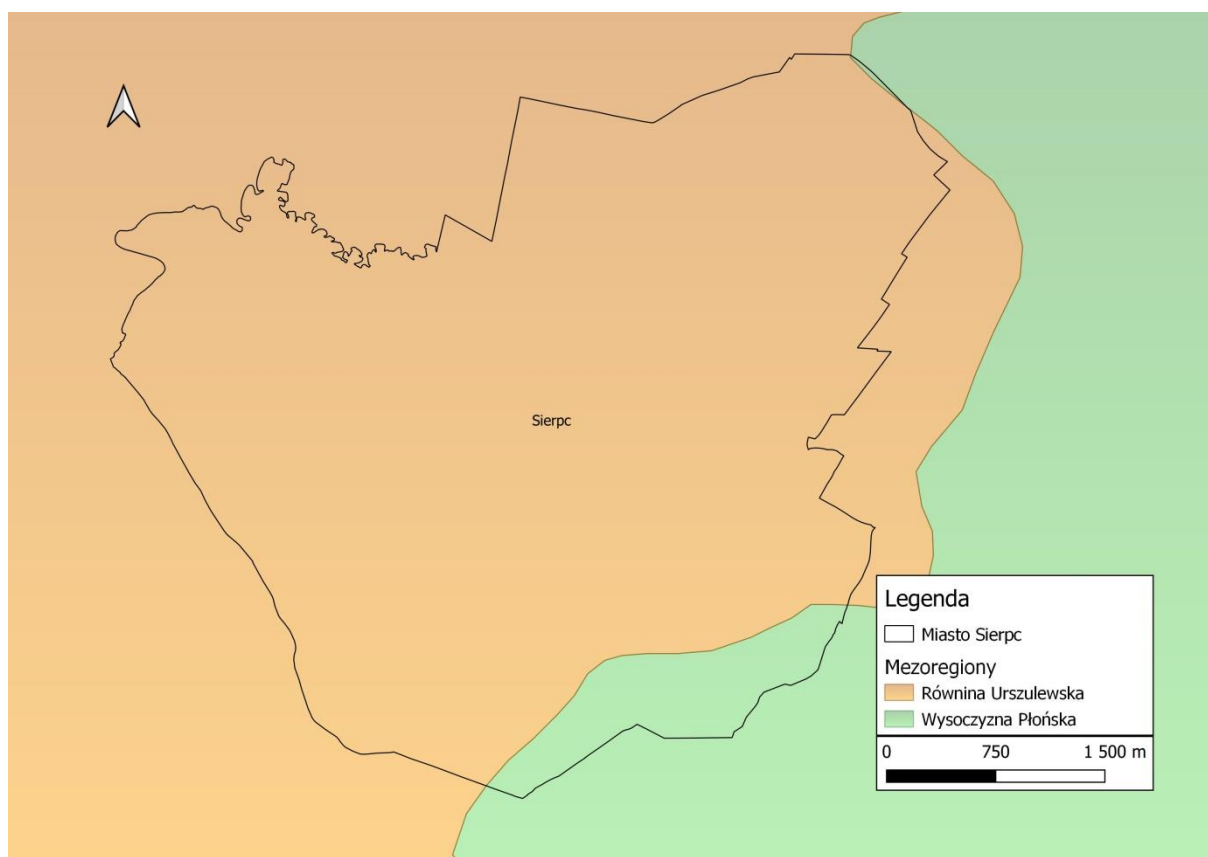 Sierpc
Legenda
Miasto Sierpc
Mezoregiony
Równina Urszulewska
Wysoczyzna Płońska
0 750 1 500 m